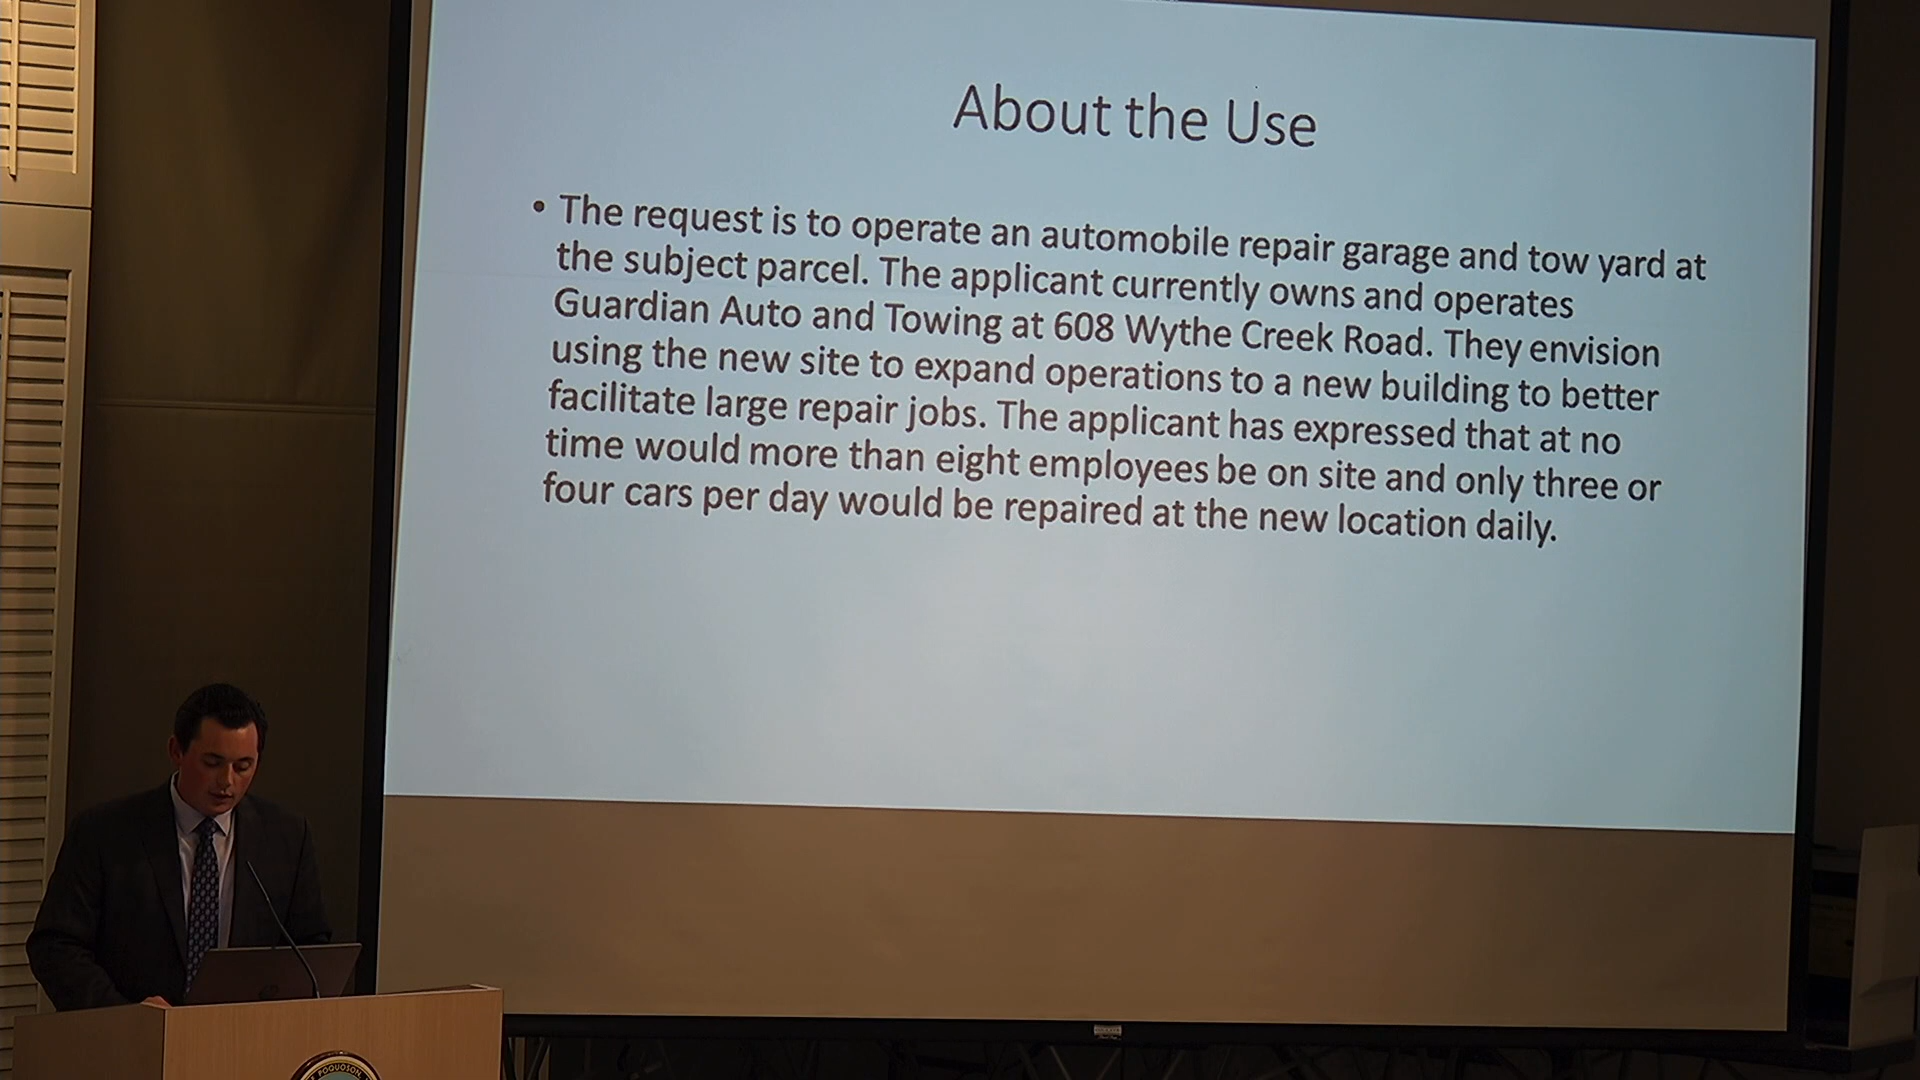 About the Use
• The request is to operate an automobile repair garage and tow yard at
the subject parcel. The applicant currently owns and operates
Guardian Auto and Towing at 608 Wythe Creek Road. They envision
using the new site to expand operations to a new building to better
facilitate large repair jobs. The applicant has expressed that at no
time would more than eight employees be on site and only three or
four cars per day would be repaired at the new location daily.
POQUOSON,